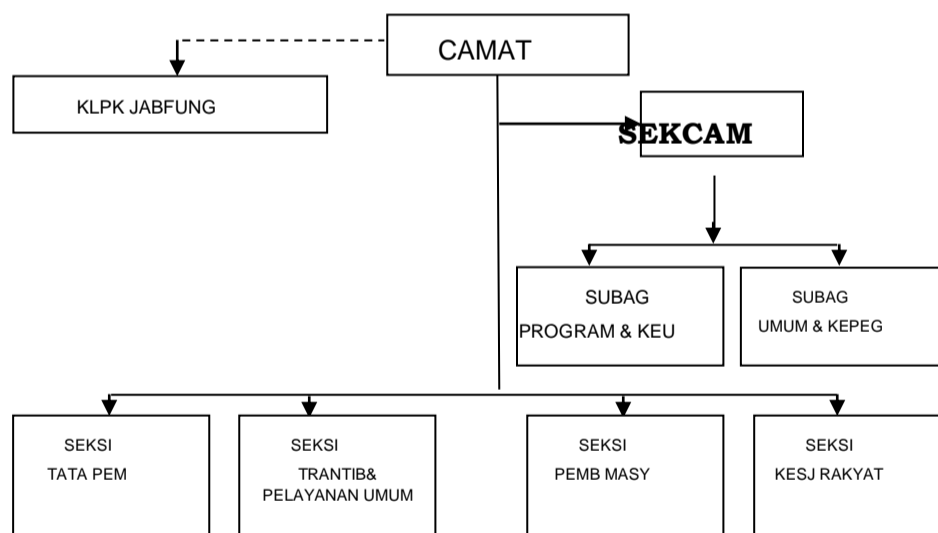 CAMAT
KLPK JABFUNG
SEKCAM
SUBAG
PROGRAM & KEU
SUBAG
UMUM & KEPEG
SEKSI
TATA PEM
SEKSI
TRANTIB&
PELAYANAN UMUM
SEKSI
PEMB MASY
SEKSI
KESJ RAKYAT